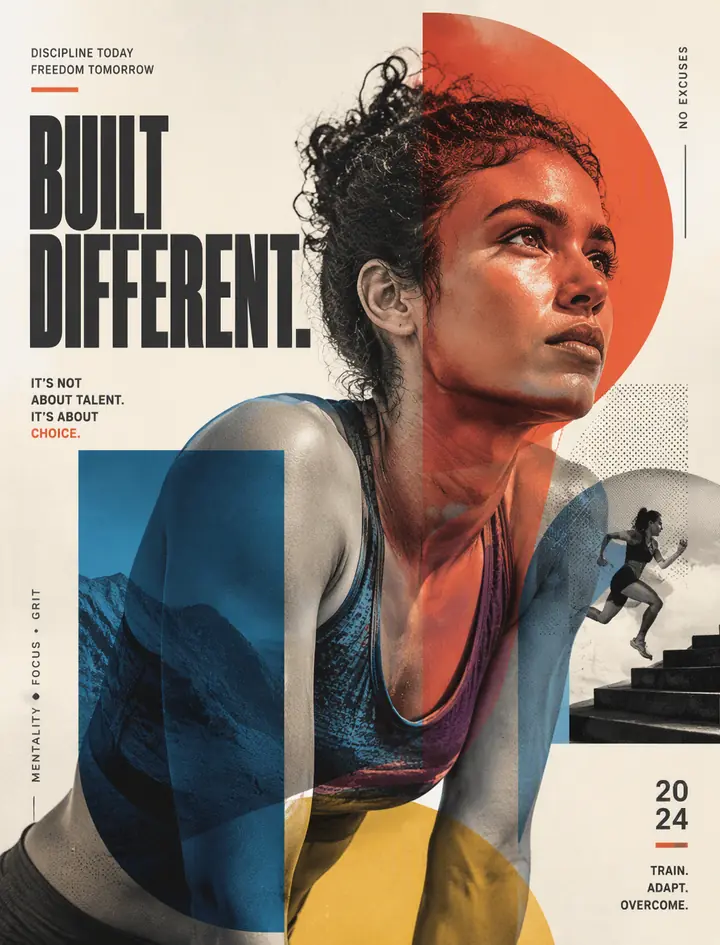 DISCIPLINE TODAY
FREEDOM TOMORROW
NO EXCUSES
BUILT
DIFFERENT.
IT'S NOT
ABOUT TALENT.
IT'S ABOUT
CHOICE.
MENTALITY ● FOCUS • GRIT
20
24
TRAIN.
ADAPT.
OVERCOME.